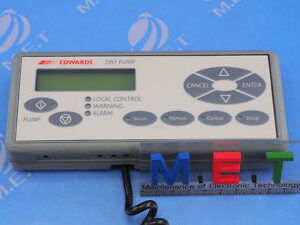 EDWARDS DRY PUMP
CANCEL ENTER
LOCAL CONTROL
WARNING
ALARM
PUMP
Status Normal Control Setup
M.E.T
Maintenance of Electronic Technology